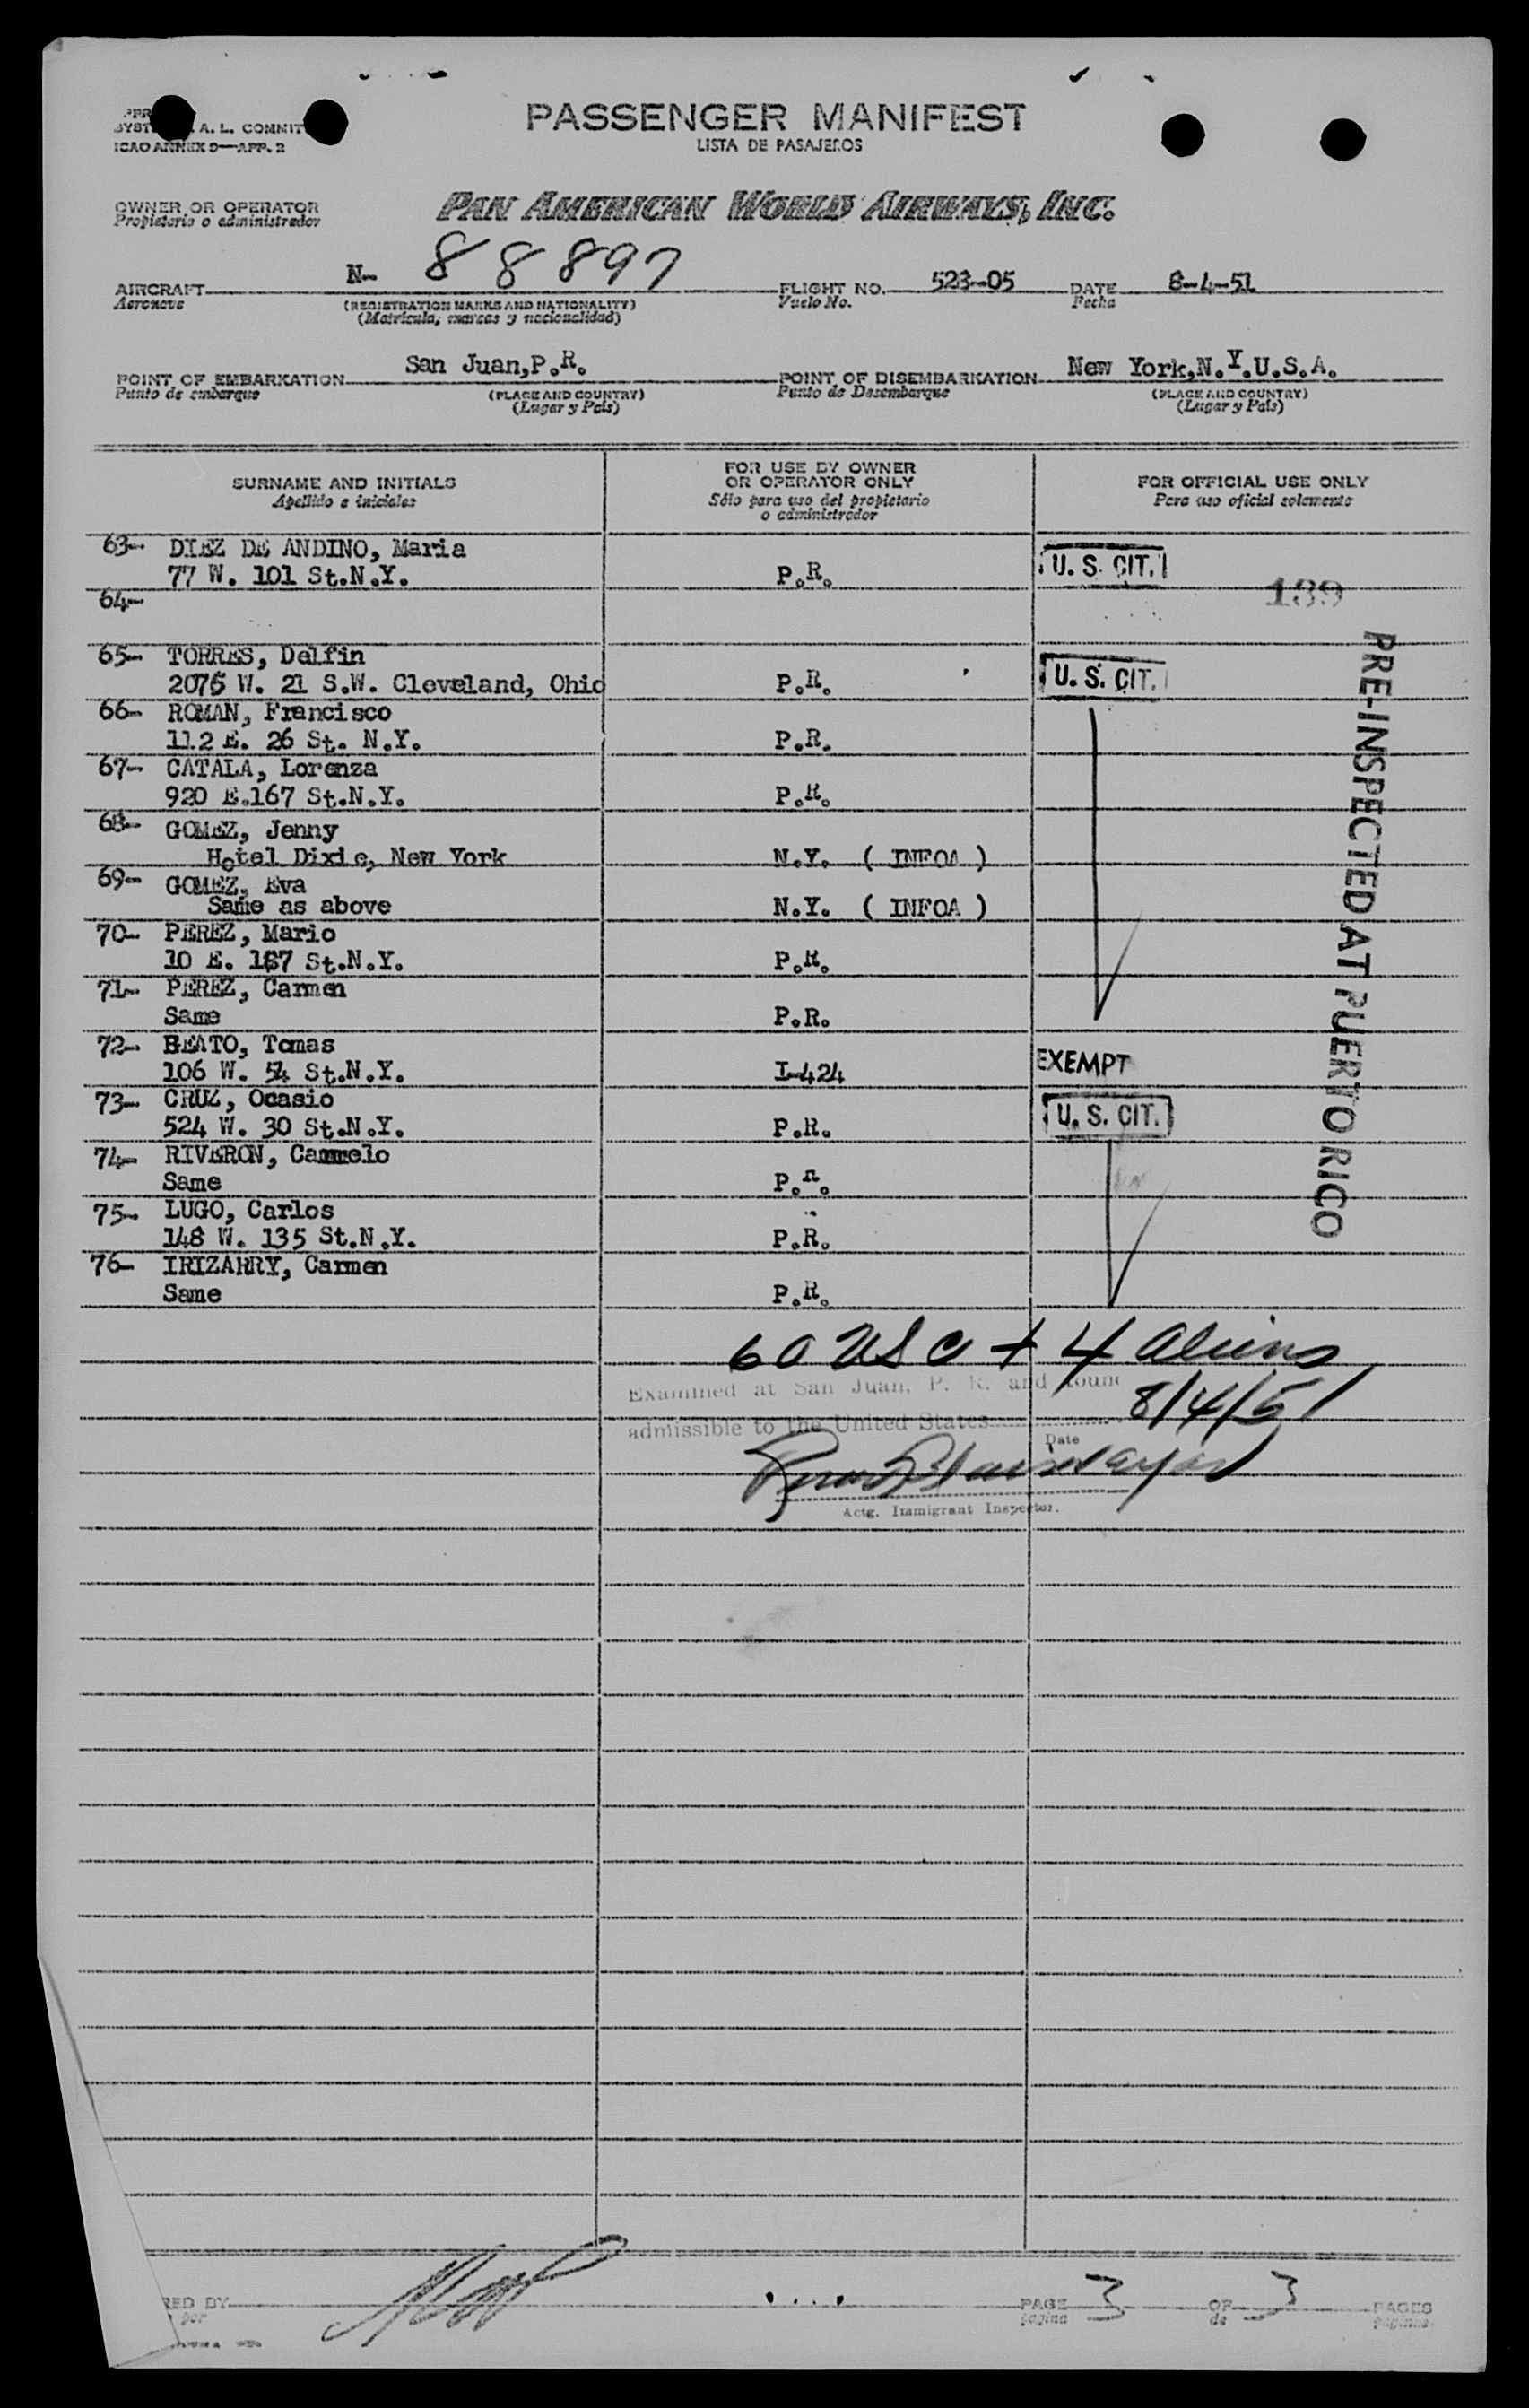 A. L. COMMIT
ICAO ANNEX 9—APP. 2
PASSENGER MANIFEST
LISTA DE PASAJEROS
OWNER OR OPERATOR
Propietario o administrador
PAN AMERICAN WORLD AIRWAYS, INC.
AIRCRAFT N- 88897 FLIGHT NO. 523-05 DATE 8-4-51
Aeronave (REGISTRATION MARKS AND NATIONALITY) Vuelo No. Fecha
(Matrícula, marcas y nacionalidad)
POINT OF EMBARKATION San Juan,P.R. POINT OF DISEMBARKATION New York,N.Y.U.S.A.
Punto de embarque (PLACE AND COUNTRY) Punto de Desembarque (PLACE AND COUNTRY)
(Lugar y País) (Lugar y País)
SURNAME AND INITIALS
Apellido e iniciales
FOR USE BY OWNER
OR OPERATOR ONLY
Sólo para uso del propietario
o administrador
FOR OFFICIAL USE ONLY
Para uso oficial solamente
63- DIEZ DE ANDINO, Maria
77 W. 101 St.N.Y. P.R. U. S. CIT.
64- 139
65- TORRES, Delfin
2075 W. 21 S.W. Cleveland, Ohio P.R. U. S. CIT.
66- ROMAN, Francisco
112 E. 26 St. N.Y. P.R.
67- CATALA, Lorenza
920 E.167 St.N.Y. P.R.
68- GOMEZ, Jenny
Hotel Dixie, New York N.Y. ( INFOA )
69- GOMEZ, Eva
Same as above N.Y. ( INFOA )
70- PEREZ, Mario
10 E. 187 St.N.Y. P.R.
71- PEREZ, Carmen
Same P.R.
72- BEATO, Tomas
106 W. 54 St.N.Y. I-424 EXEMPT
73- CRUZ, Ocasio
524 W. 30 St.N.Y. P.R. U. S. CIT.
74- RIVERON, Carmelo
Same P.R.
75- LUGO, Carlos
148 W. 135 St.N.Y. P.R.
76- IRIZARRY, Carmen
Same P.R.
PRE-INSPECTED AT PUERTO RICO
60 USC + 4 aliens
Examined at San Juan, P. R. and found
admissible to the United States 8/4/51
Date
Actg. Immigrant Inspector.
RED BY PAGE 3 OF 3 PAGES
por página de páginas